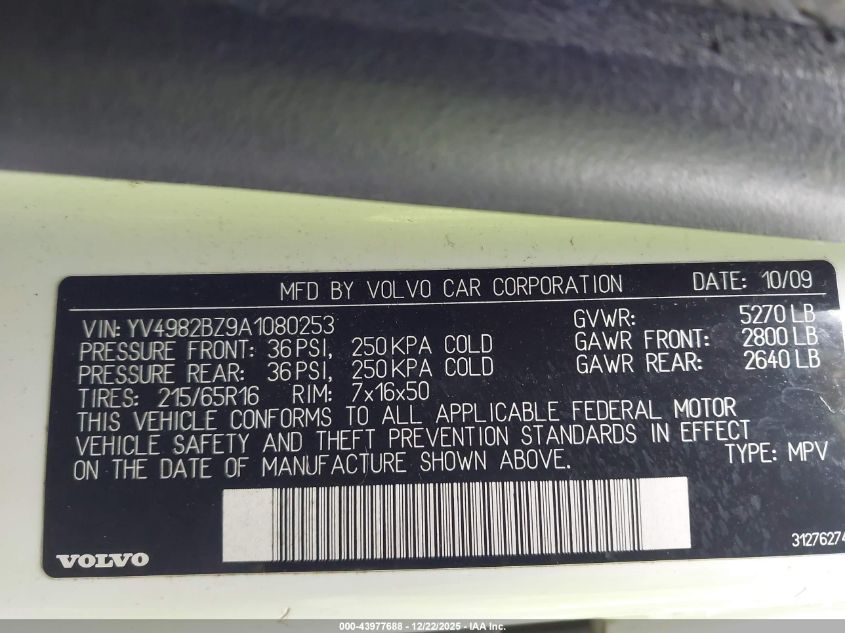 MFD BY VOLVO CAR CORPORATION DATE: 10/09
VIN: YV4982BZ9A1080253 GVWR: 5270 LB
PRESSURE FRONT: 36 PSI, 250 KPA COLD GAWR FRONT: 2800 LB
PRESSURE REAR: 36 PSI, 250 KPA COLD GAWR REAR: 2640 LB
TIRES: 215/65R16 RIM: 7x16x50
THIS VEHICLE CONFORMS TO ALL APPLICABLE FEDERAL MOTOR
VEHICLE SAFETY AND THEFT PREVENTION STANDARDS IN EFFECT
ON THE DATE OF MANUFACTURE SHOWN ABOVE. TYPE: MPV
VOLVO 31276274
000-43977688 - 12/22/2025 - IAA Inc.